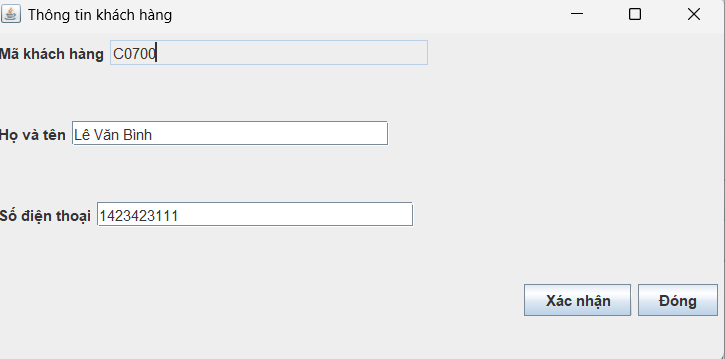 Thông tin khách hàng
Mã khách hàng C0700
Họ và tên Lê Văn Bình
Số điện thoại 1423423111
Xác nhận Đóng